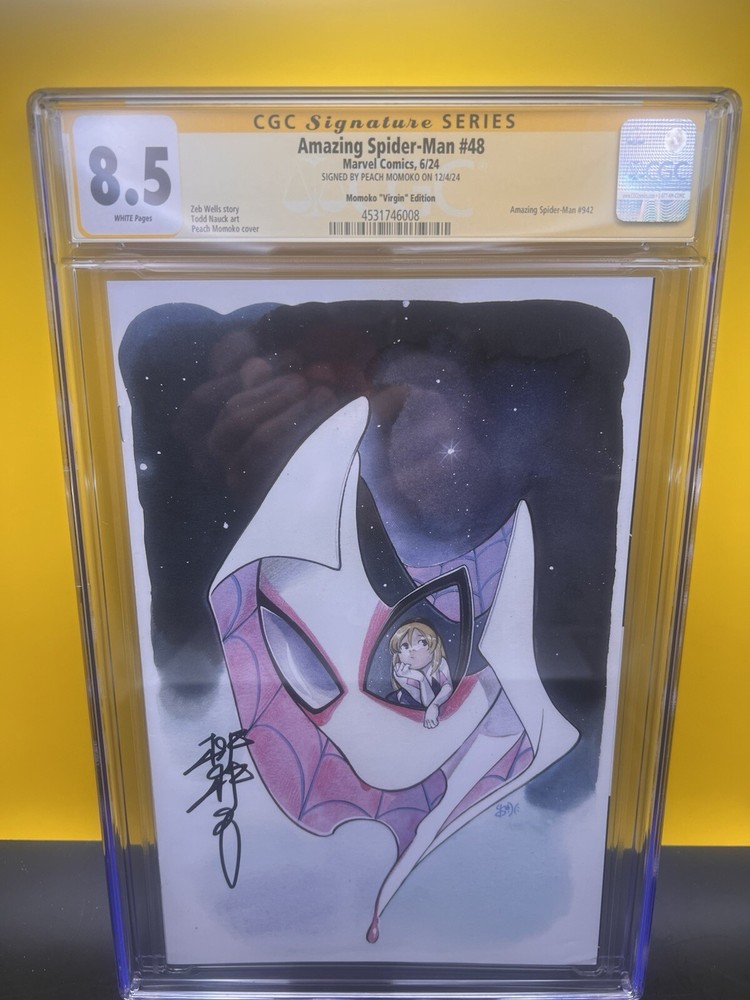 CGC Signature SERIES
8.5
WHITE Pages
Amazing Spider-Man #48
Marvel Comics, 6/24
SIGNED BY PEACH MOMOKO ON 12/4/24
Momoko "Virgin" Edition
Zeb Wells story
Todd Nauck art
Peach Momoko cover
4531746008
Amazing Spider-Man #942
CGC